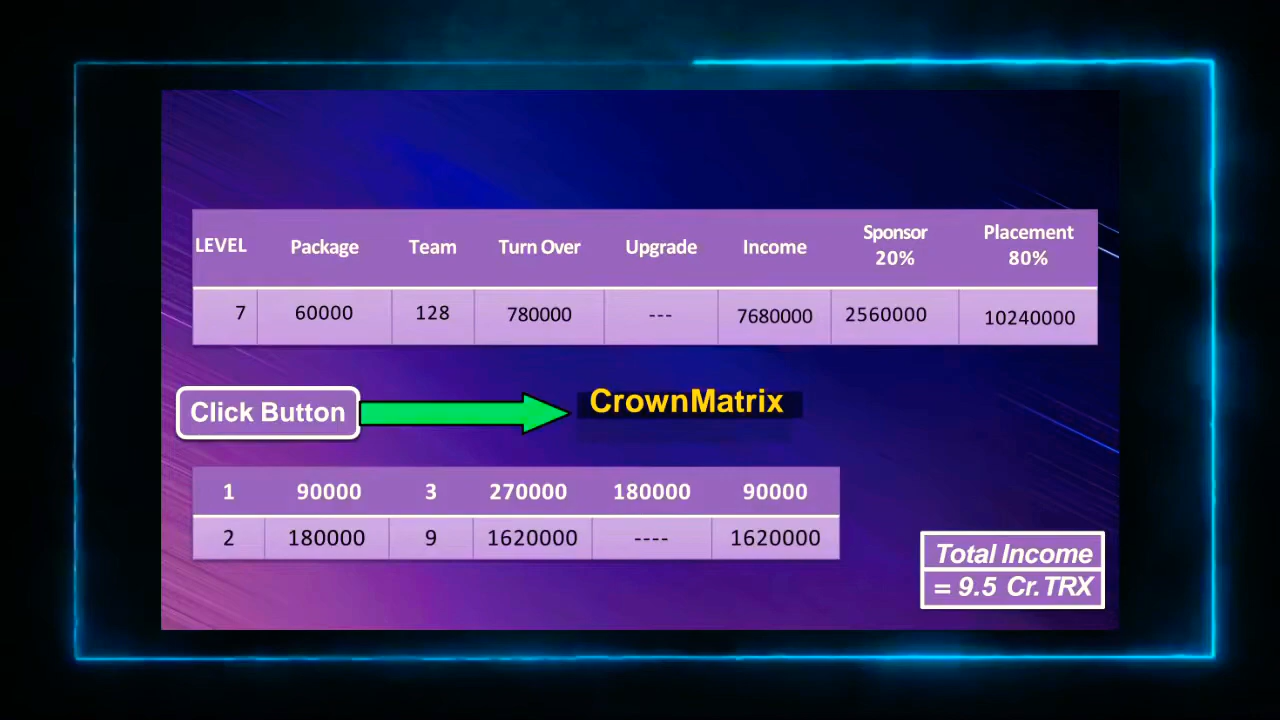 LEVEL Package Team Turn Over Upgrade Income Sponsor 20% Placement 80%
7 60000 128 780000 --- 7680000 2560000 10240000
Click Button CrownMatrix
1 90000 3 270000 180000 90000
2 180000 9 1620000 ---- 1620000
Total Income
= 9.5 Cr.TRX